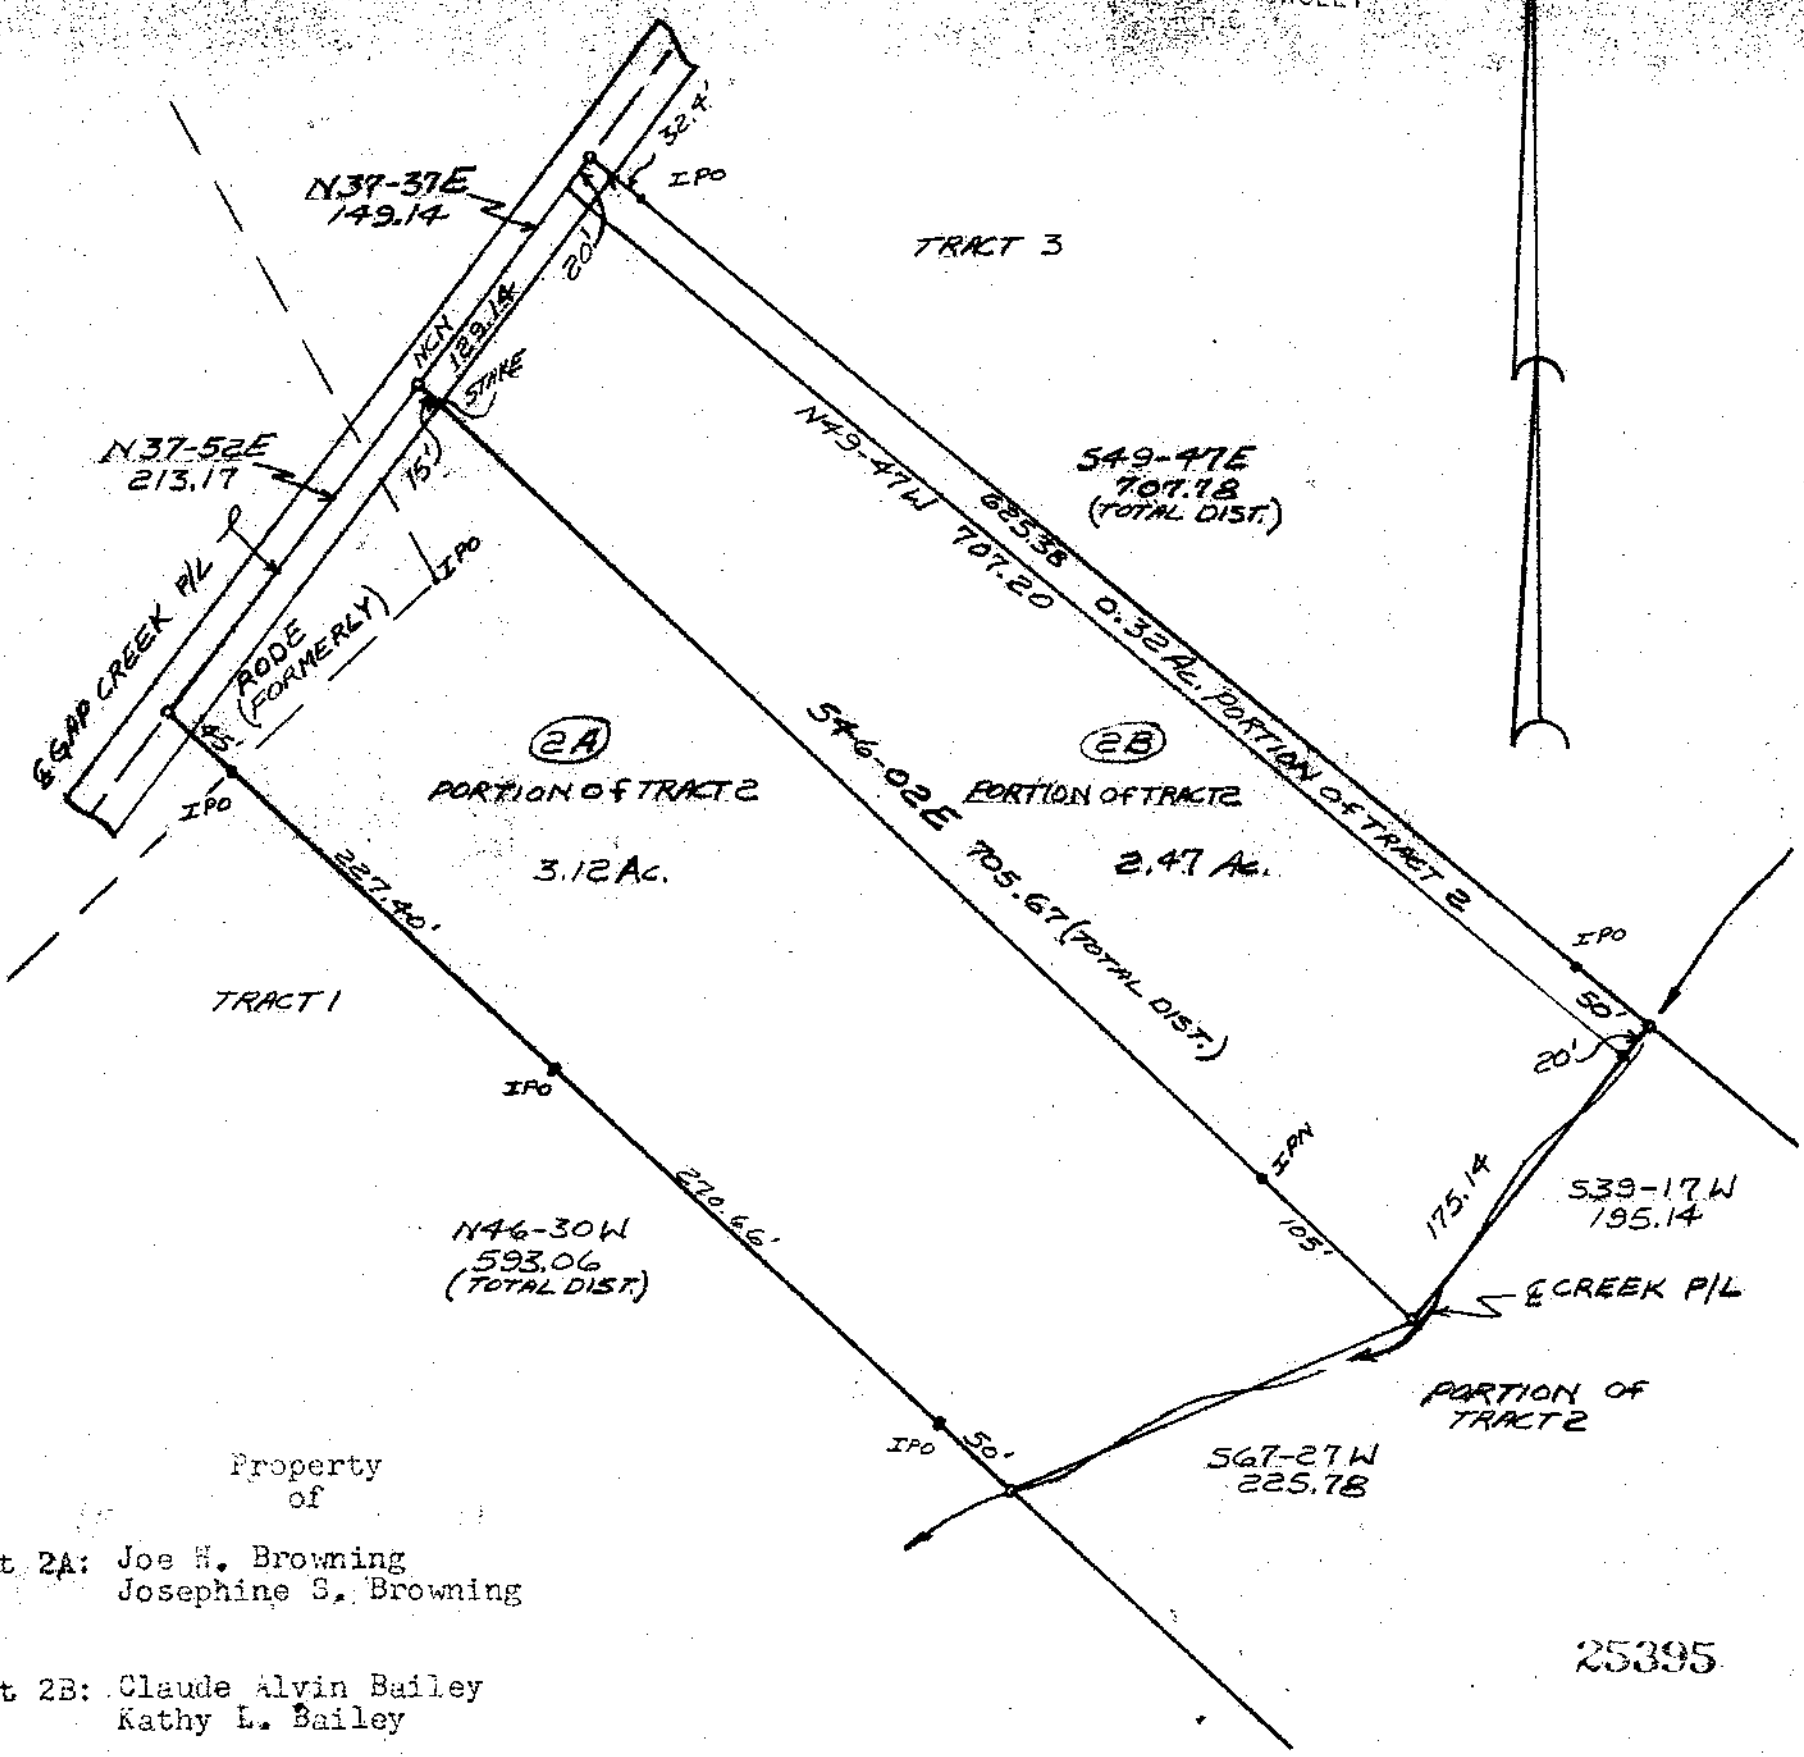 32.4'
IPO
N37-37E
149.14
TRACT 3
20'
NCN
129.14
STAKE
15'
N37-52E
213.17
℄ GAP CREEK P/L
RODE
(FORMERLY)
IPO
45'
IPO
N49-47W 707.20
S49-47E
707.78
(TOTAL DIST.)
625.38 0.32 Ac. PORTION OF TRACT 2
2A
PORTION OF TRACT 2
3.12 Ac.
S46-02E 705.67 (TOTAL DIST.)
2B
PORTION OF TRACT 2
2.47 Ac.
227.40'
TRACT 1
IPO
IPO
50'
20'
IPN
105'
175.14
S39-17W
195.14
270.66'
N46-30W
593.06
(TOTAL DIST.)
℄ CREEK P/L
PORTION OF
TRACT 2
IPO
50'
S67-27W
225.78
Property
of
t 2A: Joe W. Browning
Josephine S. Browning
t 2B: Claude Alvin Bailey
Kathy L. Bailey
25395